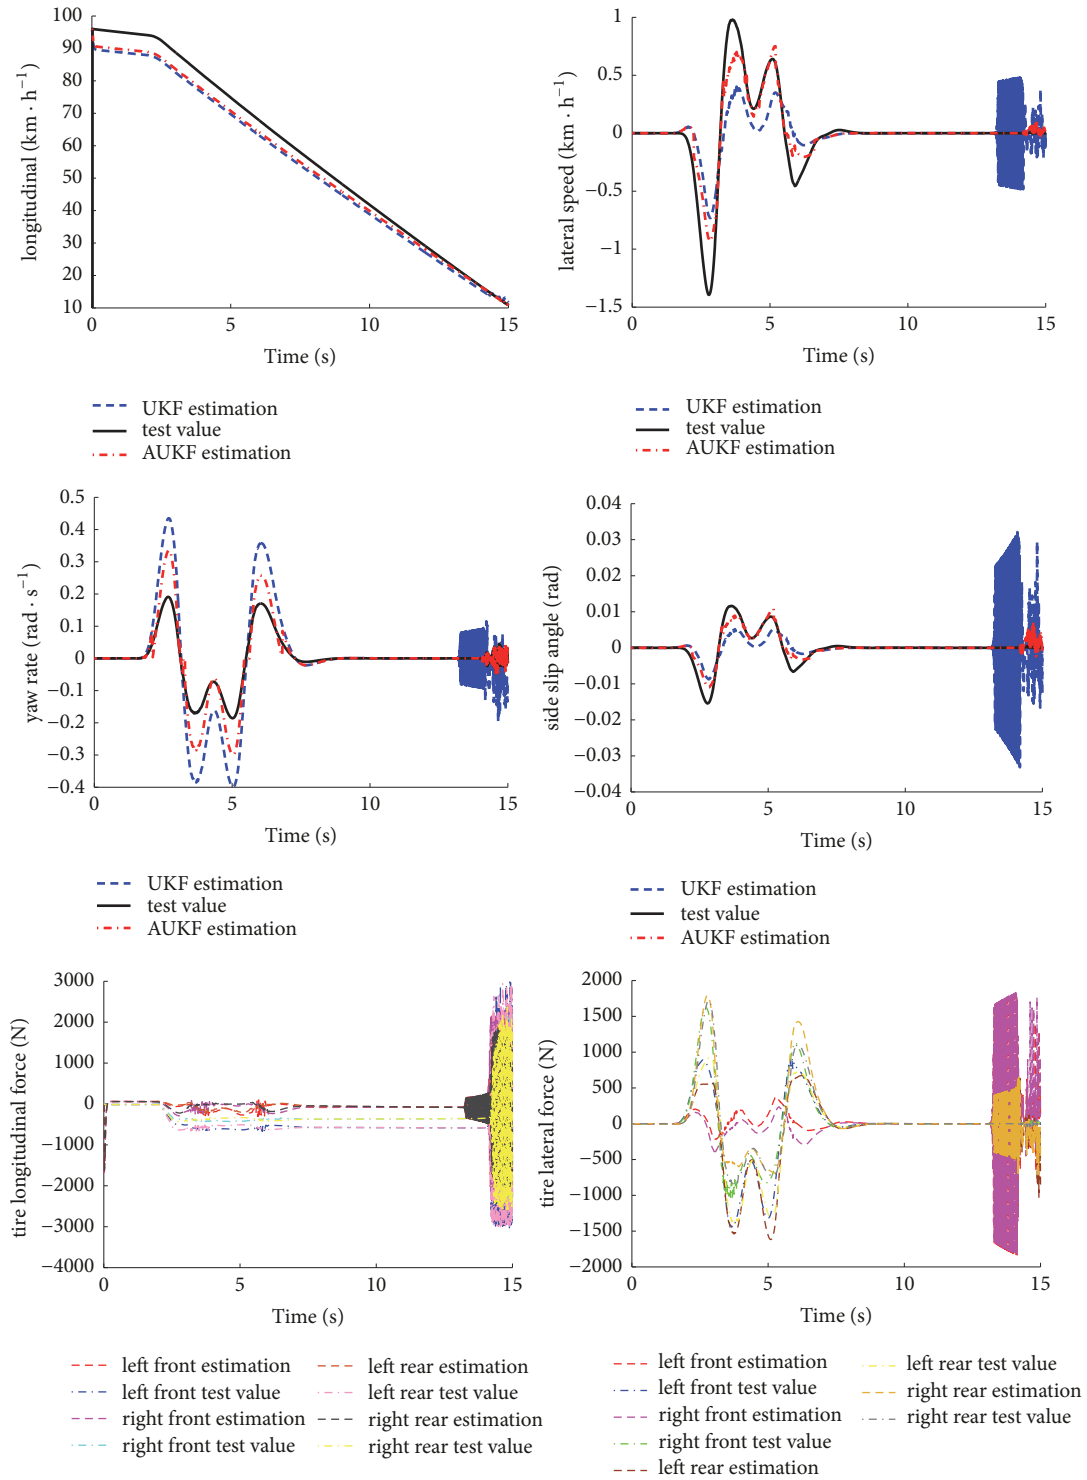 100
90
80
70
60
50
40
30
20
10
0
5
10
15
longitudinal (km · h⁻¹)
Time (s)
UKF estimation
test value
AUKF estimation
1
0.5
0
−0.5
−1
−1.5
0
5
10
15
lateral speed (km · h⁻¹)
Time (s)
UKF estimation
test value
AUKF estimation
0.5
0.4
0.3
0.2
0.1
0
−0.1
−0.2
−0.3
−0.4
0
5
10
15
yaw rate (rad · s⁻¹)
Time (s)
UKF estimation
test value
AUKF estimation
0.04
0.03
0.02
0.01
0
−0.01
−0.02
−0.03
−0.04
0
5
10
15
side slip angle (rad)
Time (s)
UKF estimation
test value
AUKF estimation
3000
2000
1000
0
−1000
−2000
−3000
−4000
0
5
10
15
tire longitudinal force (N)
Time (s)
left front estimation
left front test value
right front estimation
right front test value
left rear estimation
left rear test value
right rear estimation
right rear test value
2000
1500
1000
500
0
−500
−1000
−1500
−2000
0
5
10
15
tire lateral force (N)
Time (s)
left front estimation
left front test value
right front estimation
right front test value
left rear estimation
left rear test value
right rear estimation
right rear test value